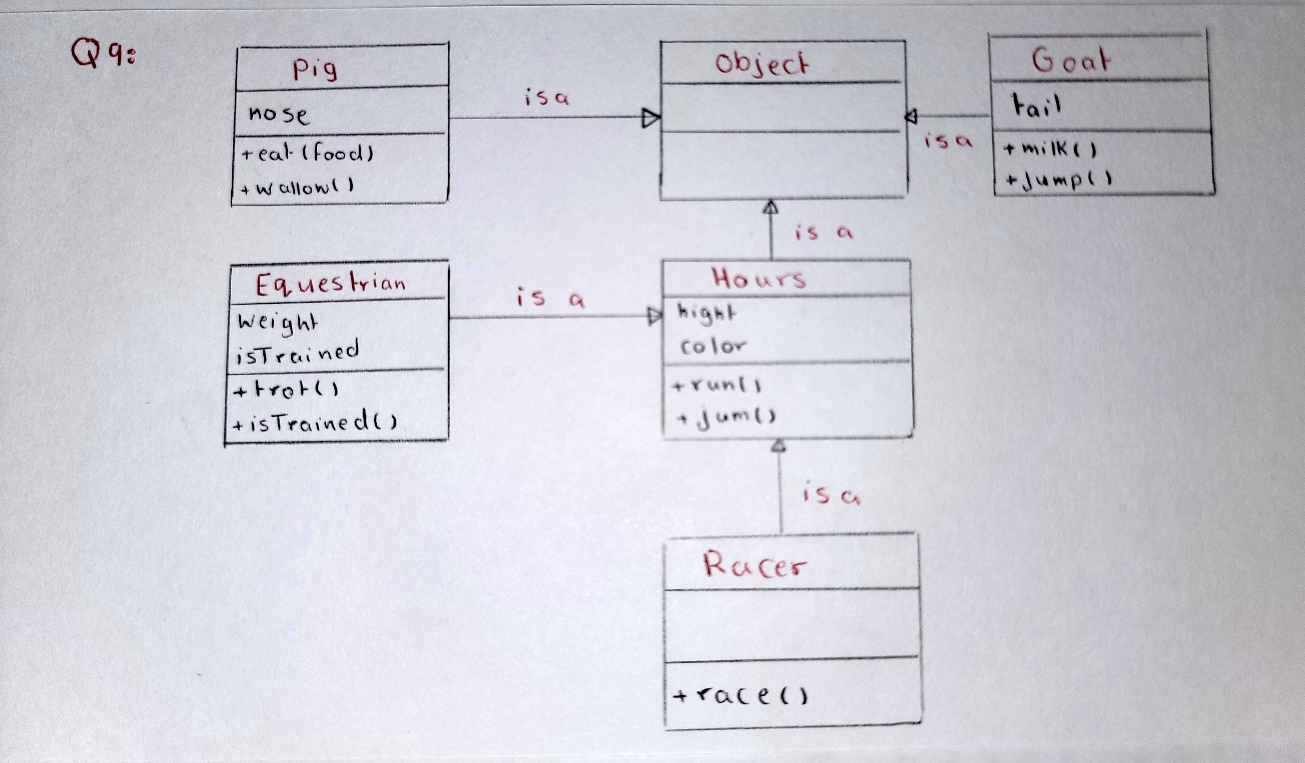 Q9:
Pig
nose
+eat(food)
+wallow()
is a
Object
Goat
tail
+milk()
+jump()
is a
is a
Equestrian
weight
isTrained
+trot()
+isTrained()
is a
Hours
hight
color
+run()
+jum()
is a
Racer
+race()